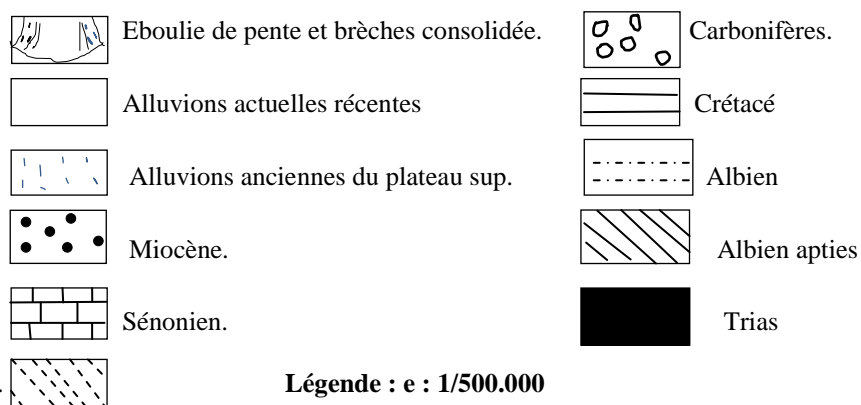 Eboulie de pente et brèches consolidée.
Alluvions actuelles récentes
Alluvions anciennes du plateau sup.
Miocène.
Sénonien.
Carbonifères.
Crétacé
Albien
Albien apties
Trias
Légende : e : 1/500.000